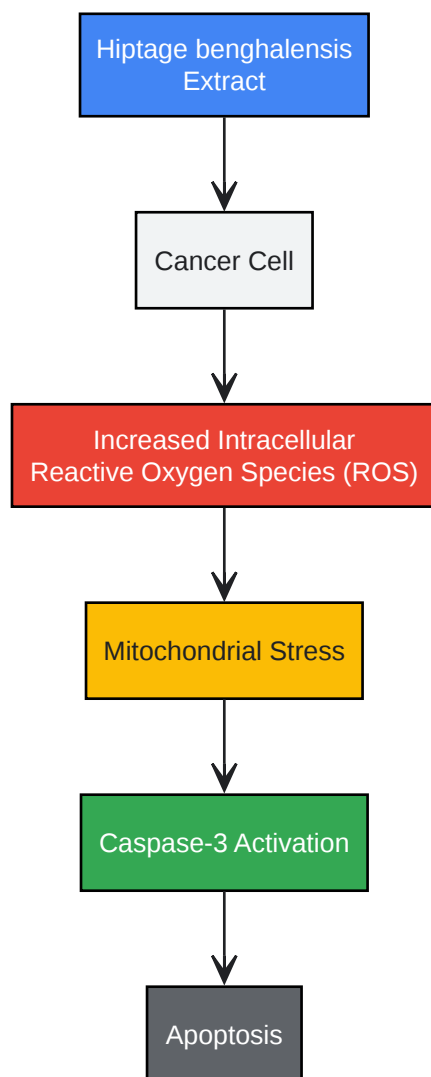 Hiptage benghalensis
Extract
Cancer Cell
Increased Intracellular
Reactive Oxygen Species (ROS)
Mitochondrial Stress
Caspase-3 Activation
Apoptosis